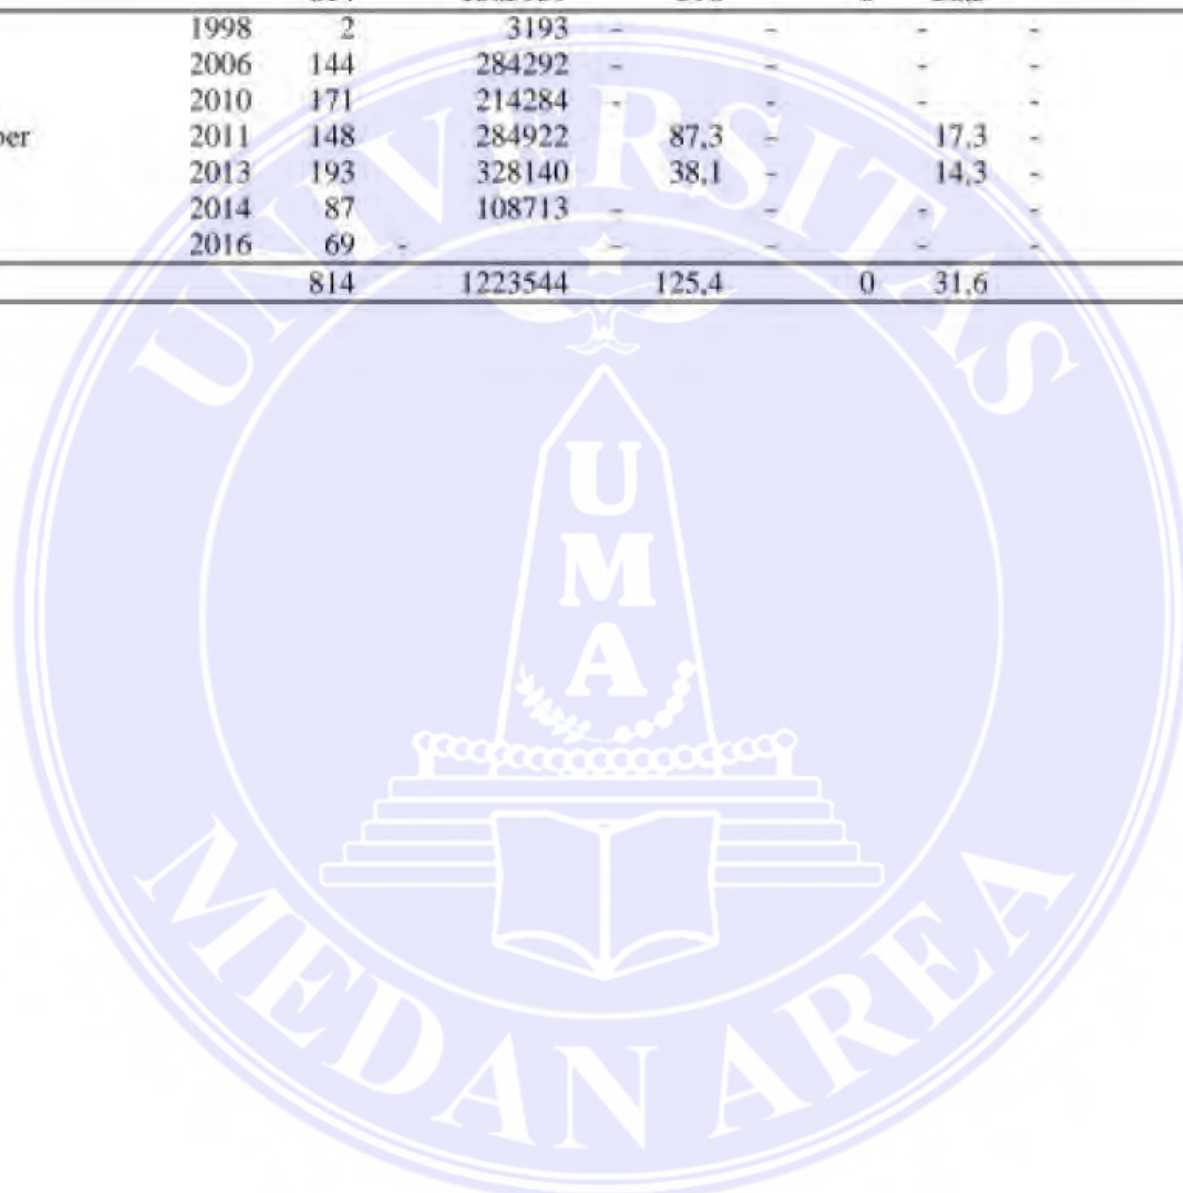 1998 2 3193 - - - -
2006 144 284292 - - - -
2010 171 214284 - - - -
2011 148 284922 87,3 - 17,3 -
2013 193 328140 38,1 - 14,3 -
2014 87 108713 - - - -
2016 69 - - - - -
814 1223544 125,4 0 31,6
UNIVERSITAS
U
M
A
MEDAN AREA